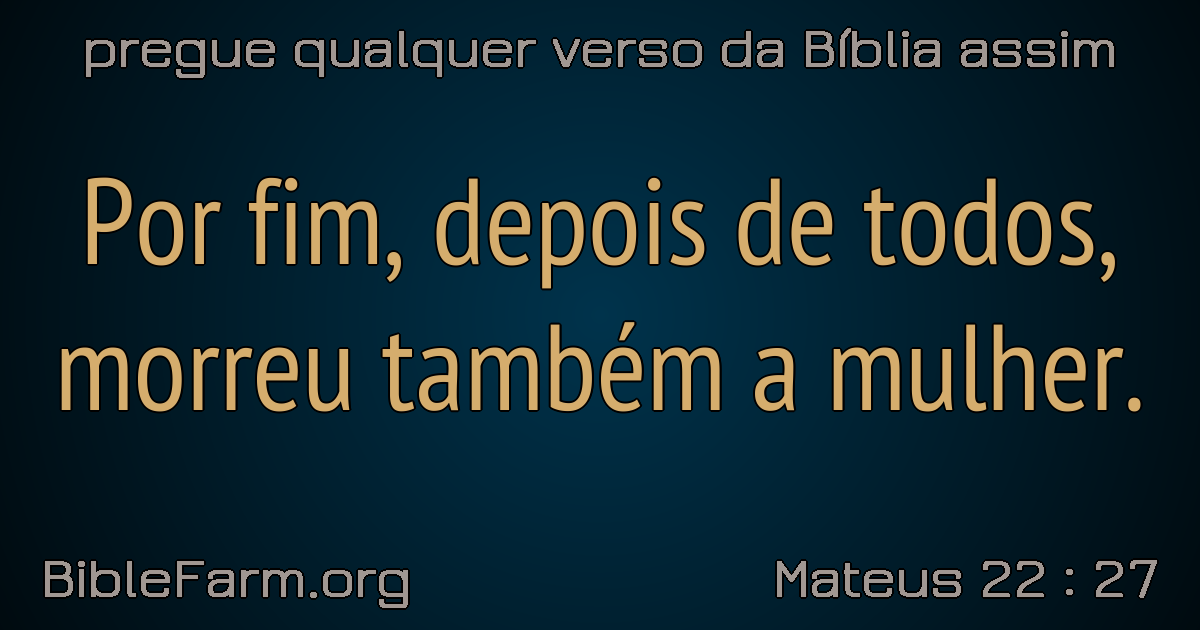 pregue qualquer verso da Bíblia assim
Por fim, depois de todos,
morreu também a mulher.
BibleFarm.org
Mateus 22 : 27